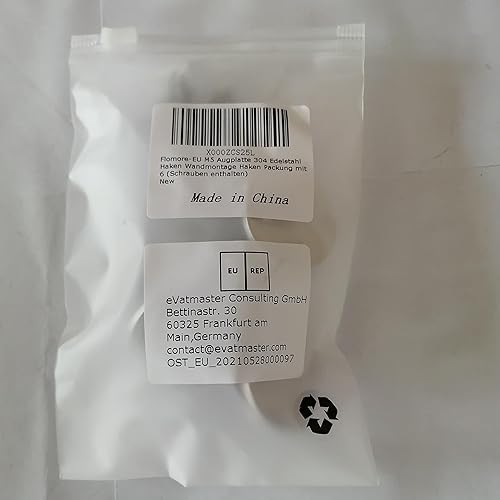 X000ZCS25L
Flomore-EU M5 Augplatte 304 Edelstahl
Haken Wandmontage Haken Packung mit
6 (Schrauben enthalten)
New
Made in China
EU REP
eVatmaster Consulting GmbH
Bettinastr. 30
60325 Frankfurt am
Main,Germany
contact@evatmaster.com
OST_EU_20210528000097